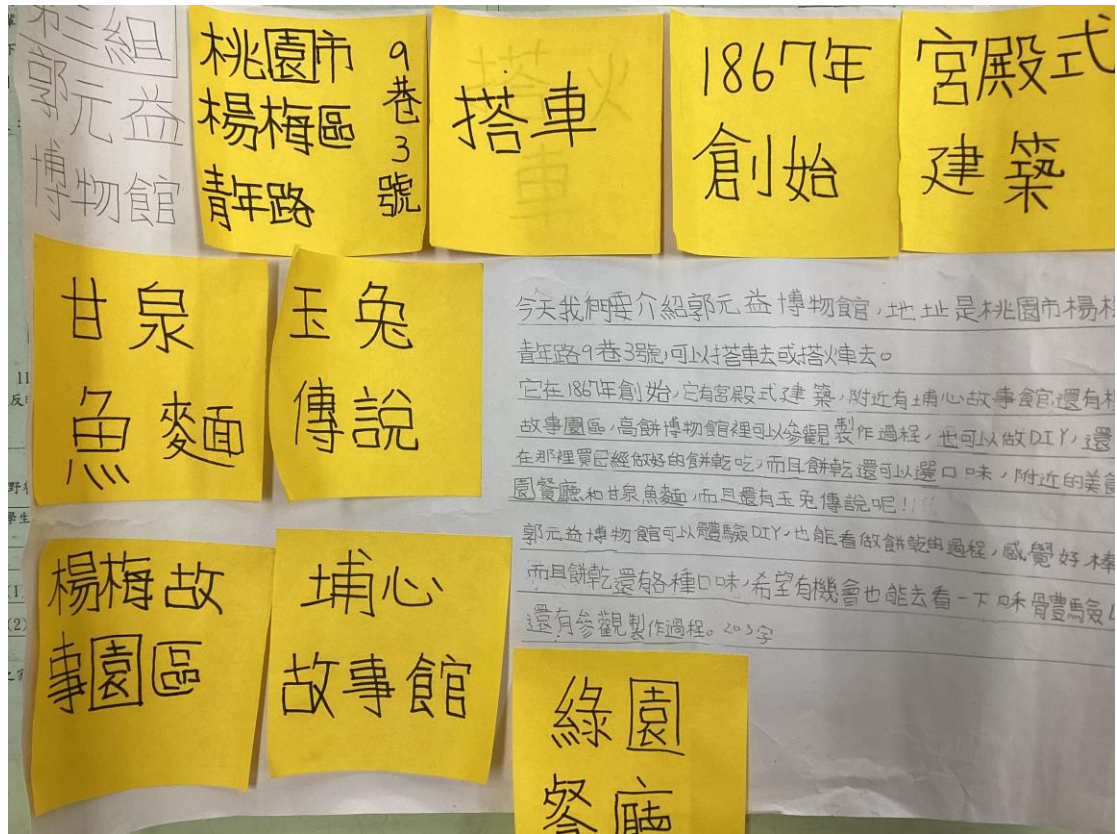 第三組
郭元益
博物館
桃園市
楊梅區
青年路
9巷3號
搭車
1867年
創始
宮殿式
建築
甘泉
魚麵
玉兔
傳說
今天我們要介紹郭元益博物館,地址是桃園市楊梅
青年路9巷3號,可以搭車去或搭火車去。
它在1867年創始,它有宮殿式建築,附近有埔心故事館還有
故事園區,高餅博物館裡可以參觀製作過程,也可以做DIY,還
在那裡買已經做好的餅乾吃,而且餅乾還可以選口味,附近的美食
園餐廳和甘泉魚麵,而且還有玉兔傳說呢!
郭元益博物館可以體驗DIY,也能看做餅乾的過程,感覺好棒
而且餅乾還有各種口味,希望有機會也能去看一下和體驗
還有參觀製作過程。203字
楊梅故
事園區
埔心
故事館
綠園
餐廳